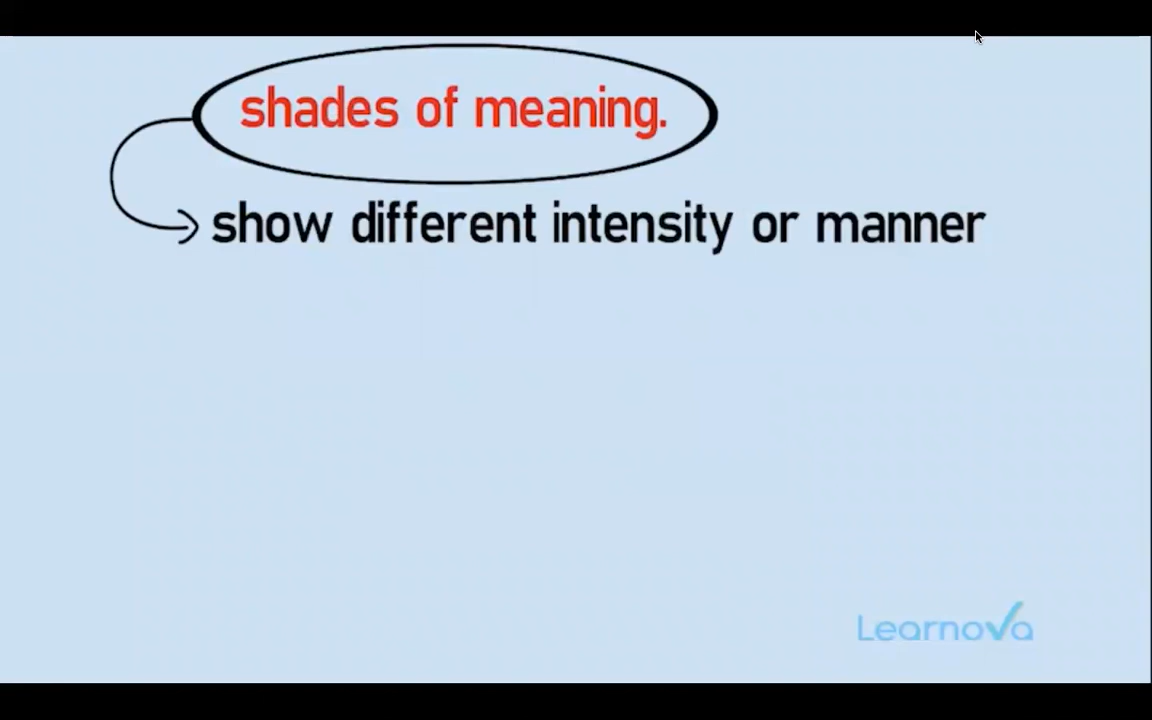 shades of meaning.
show different intensity or manner
Learnova